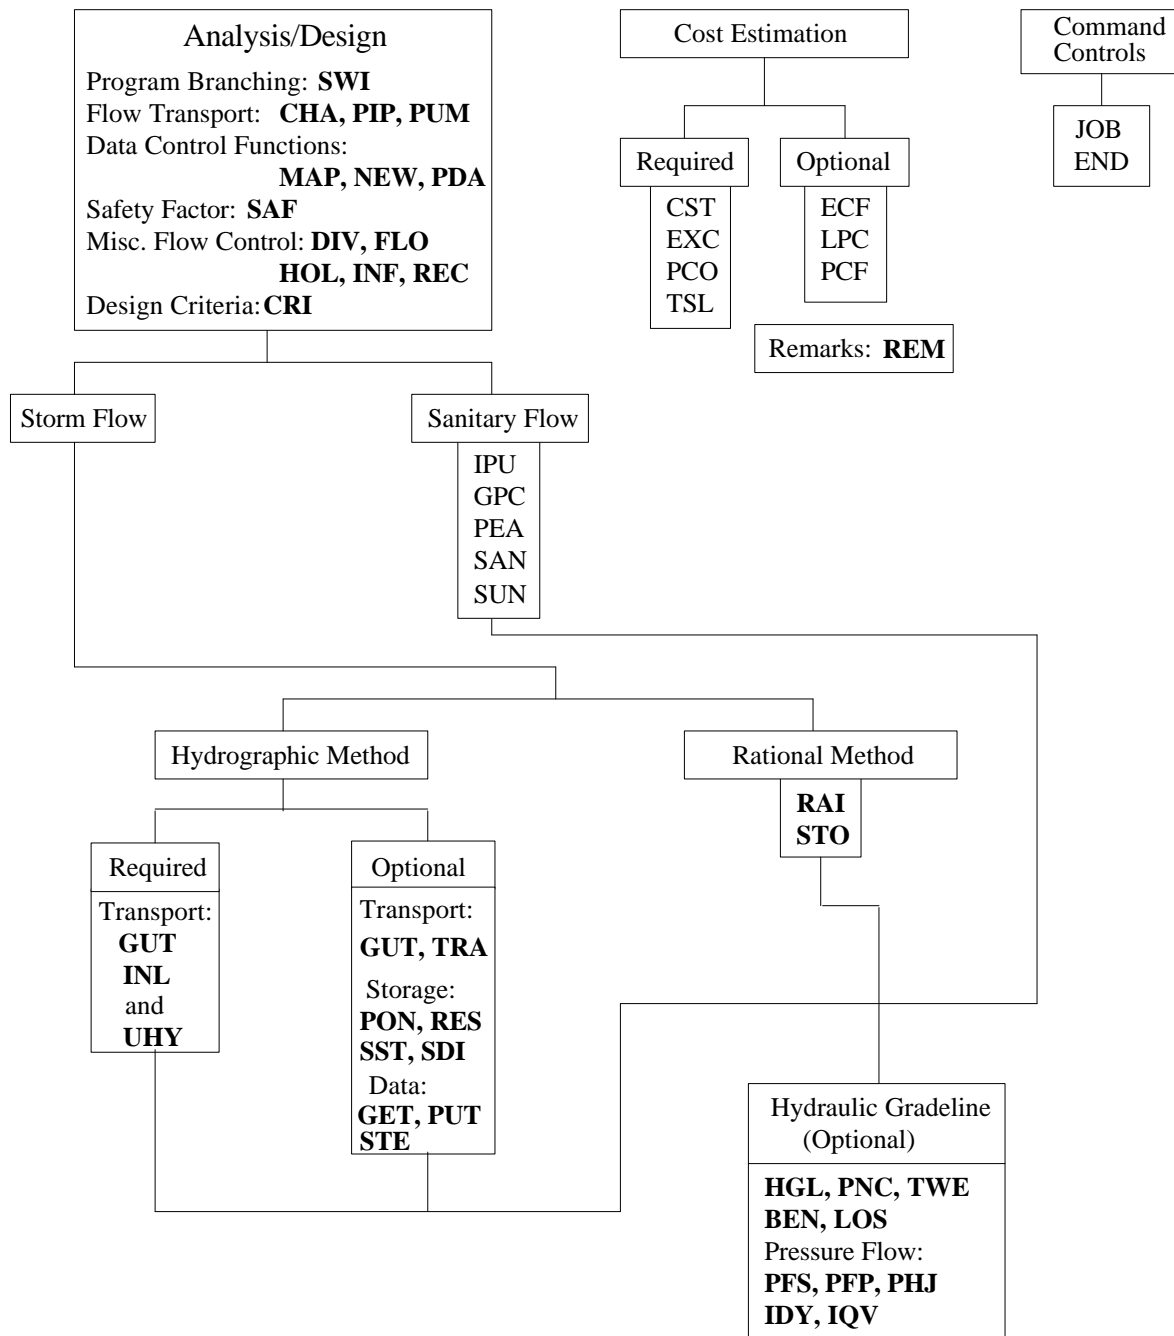 Analysis/Design
Program Branching: SWI
Flow Transport: CHA, PIP, PUM
Data Control Functions:
MAP, NEW, PDA
Safety Factor: SAF
Misc. Flow Control: DIV, FLO
HOL, INF, REC
Design Criteria: CRI
Cost Estimation
Required
CST
EXC
PCO
TSL
Optional
ECF
LPC
PCF
Remarks: REM
Command
Controls
JOB
END
Storm Flow
Sanitary Flow
IPU
GPC
PEA
SAN
SUN
Hydrographic Method
Required
Transport:
GUT
INL
and
UHY
Optional
Transport:
GUT, TRA
Storage:
PON, RES
SST, SDI
Data:
GET, PUT
STE
Rational Method
RAI
STO
Hydraulic Gradeline
(Optional)
HGL, PNC, TWE
BEN, LOS
Pressure Flow:
PFS, PFP, PHJ
IDY, IQV